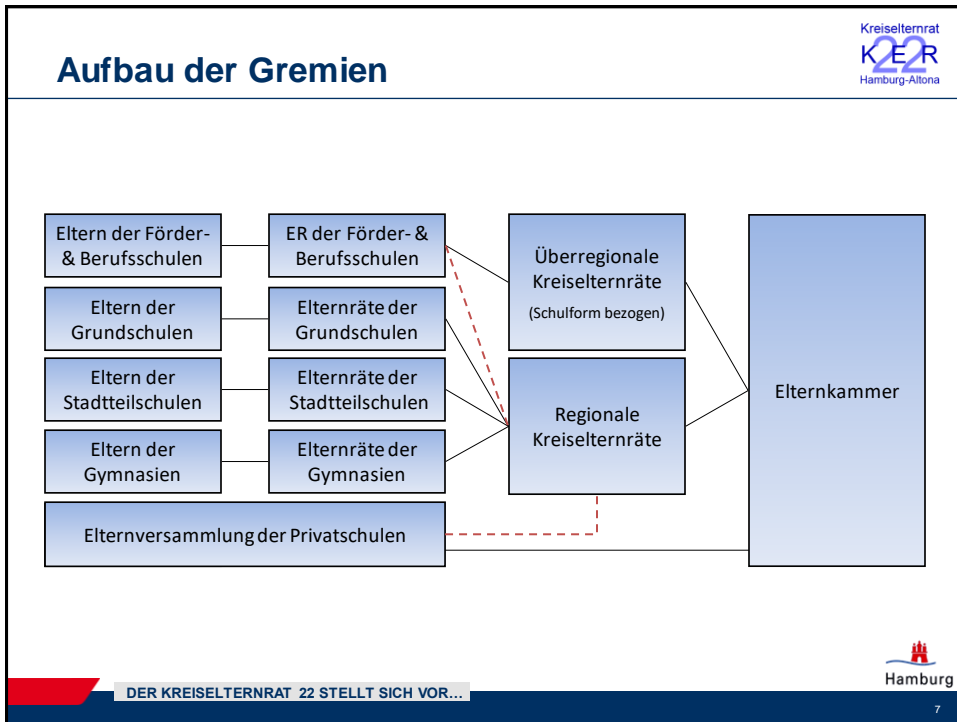 Aufbau der Gremien
Kreiselternrat
KE22R
Hamburg-Altona
Eltern der Förder-
& Berufsschulen
ER der Förder- &
Berufsschulen
Überregionale
Kreiselternräte
(Schulform bezogen)
Eltern der
Grundschulen
Elternräte der
Grundschulen
Eltern der
Stadtteilschulen
Elternräte der
Stadtteilschulen
Regionale
Kreiselternräte
Elternkammer
Eltern der
Gymnasien
Elternräte der
Gymnasien
Elternversammlung der Privatschulen
Hamburg
DER KREISELTERNRAT 22 STELLT SICH VOR...
7